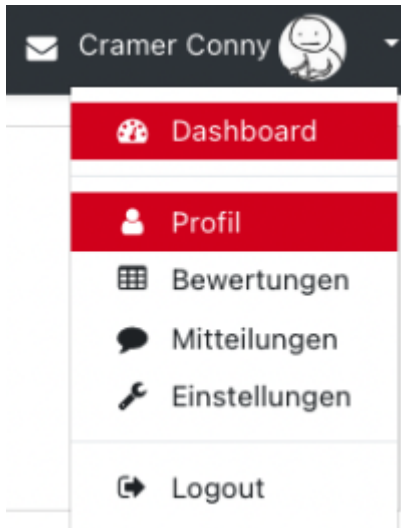 Cramer Conny
Dashboard
Profil
Bewertungen
Mitteilungen
Einstellungen
Logout